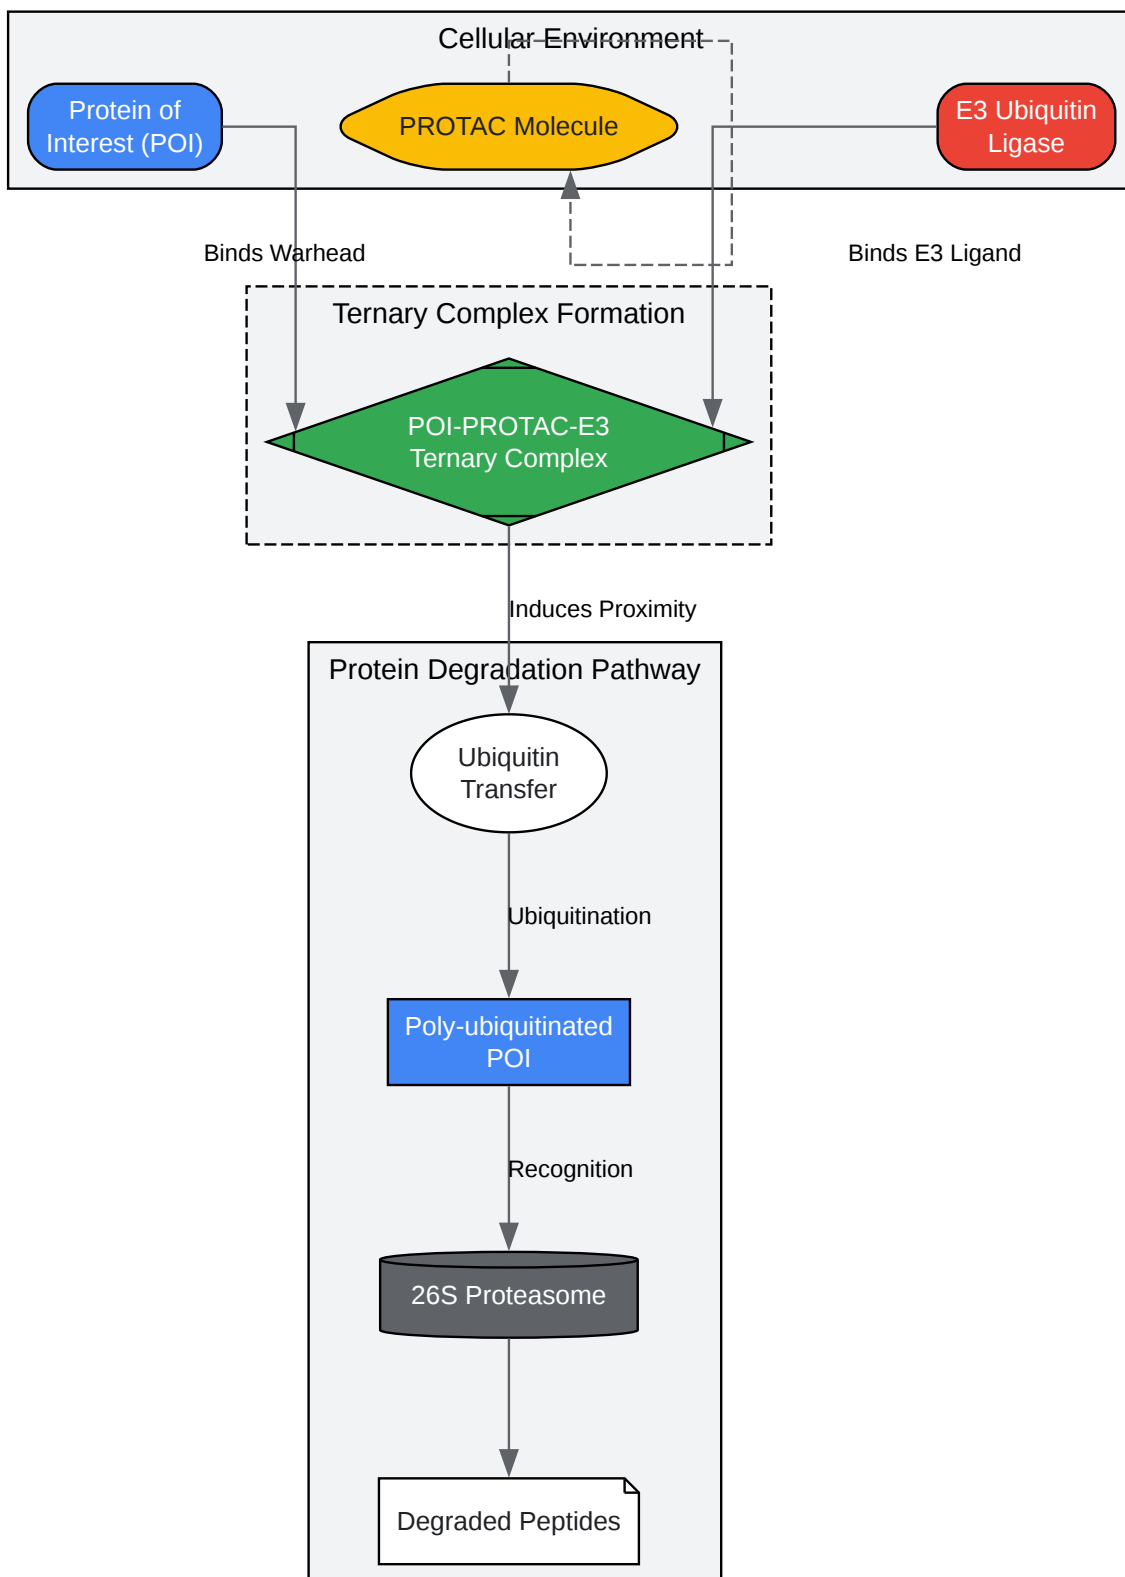 Cellular Environment
Protein of
Interest (POI)
PROTAC Molecule
E3 Ubiquitin
Ligase
Binds Warhead
Binds E3 Ligand
Ternary Complex Formation
POI-PROTAC-E3
Ternary Complex
Induces Proximity
Protein Degradation Pathway
Ubiquitin
Transfer
Ubiquitination
Poly-ubiquitinated
POI
Recognition
26S Proteasome
Degraded Peptides